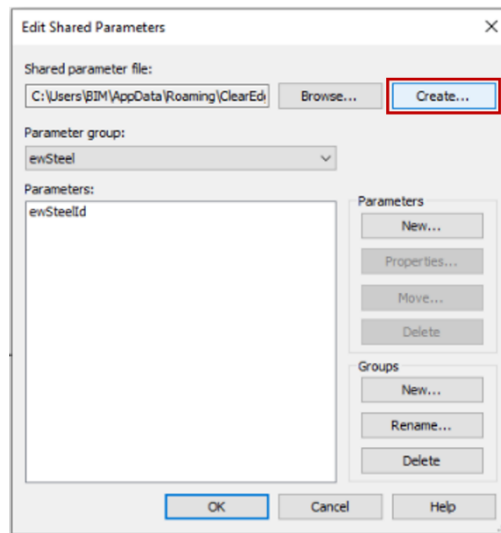 Edit Shared Parameters
Shared parameter file:
C:\Users\BIM\AppData\Roaming\ClearEd
Browse...
Create...
Parameter group:
ewSteel
Parameters:
ewSteelId
Parameters
New...
Properties...
Move...
Delete
Groups
New...
Rename...
Delete
OK
Cancel
Help